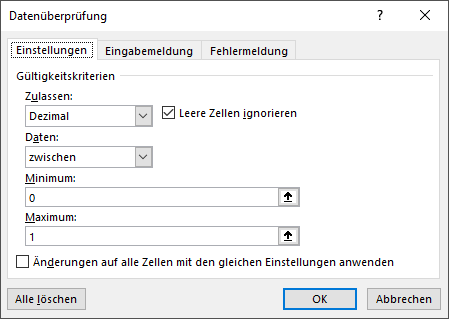 Datenüberprüfung ? ×
Einstellungen Eingabemeldung Fehlermeldung
Gültigkeitskriterien
Zulassen:
Dezimal Leere Zellen ignorieren
Daten:
zwischen
Minimum:
0
Maximum:
1
Änderungen auf alle Zellen mit den gleichen Einstellungen anwenden
Alle löschen OK Abbrechen